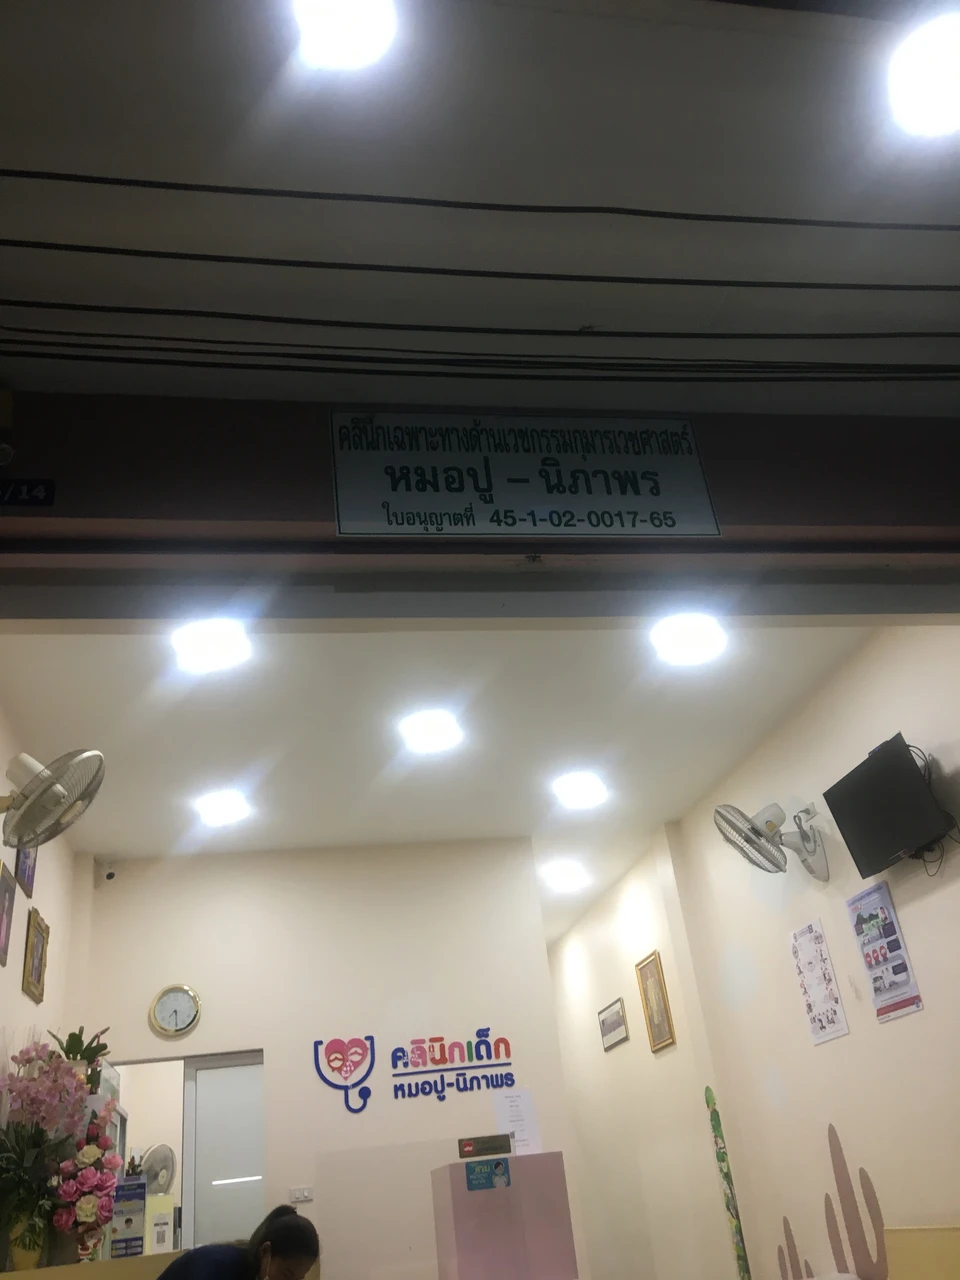 คลินิกเฉพาะทางด้านเวชกรรมกุมารเวชศาสตร์
หมอปู – นิภาพร
ใบอนุญาตที่ 45-1-02-0017-65
/14
คลินิกเด็ก
หมอปู-นิภาพร